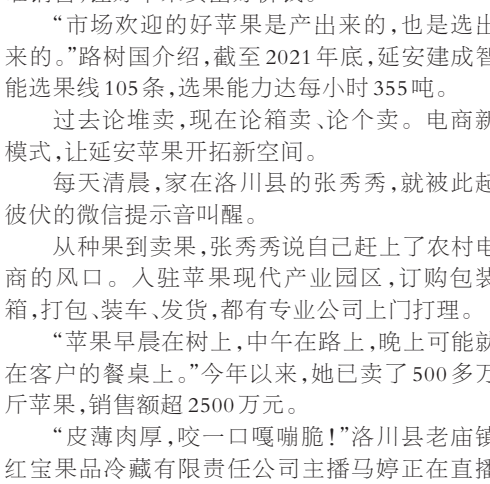 “市场欢迎的好苹果是产出来的,也是选出
来的。”路树国介绍,截至2021年底,延安建成智
能选果线105条,选果能力达每小时355吨。
过去论堆卖,现在论箱卖、论个卖。电商新
模式,让延安苹果开拓新空间。
每天清晨,家在洛川县的张秀秀,就被此起
彼伏的微信提示音叫醒。
从种果到卖果,张秀秀说自己赶上了农村电
商的风口。入驻苹果现代产业园区,订购包装
箱,打包、装车、发货,都有专业公司上门打理。
“苹果早晨在树上,中午在路上,晚上可能就
在客户的餐桌上。”今年以来,她已卖了500多万
斤苹果,销售额超2500万元。
“皮薄肉厚,咬一口嘎嘣脆!”洛川县老庙镇
红宝果品冷藏有限责任公司主播马婷正在直播